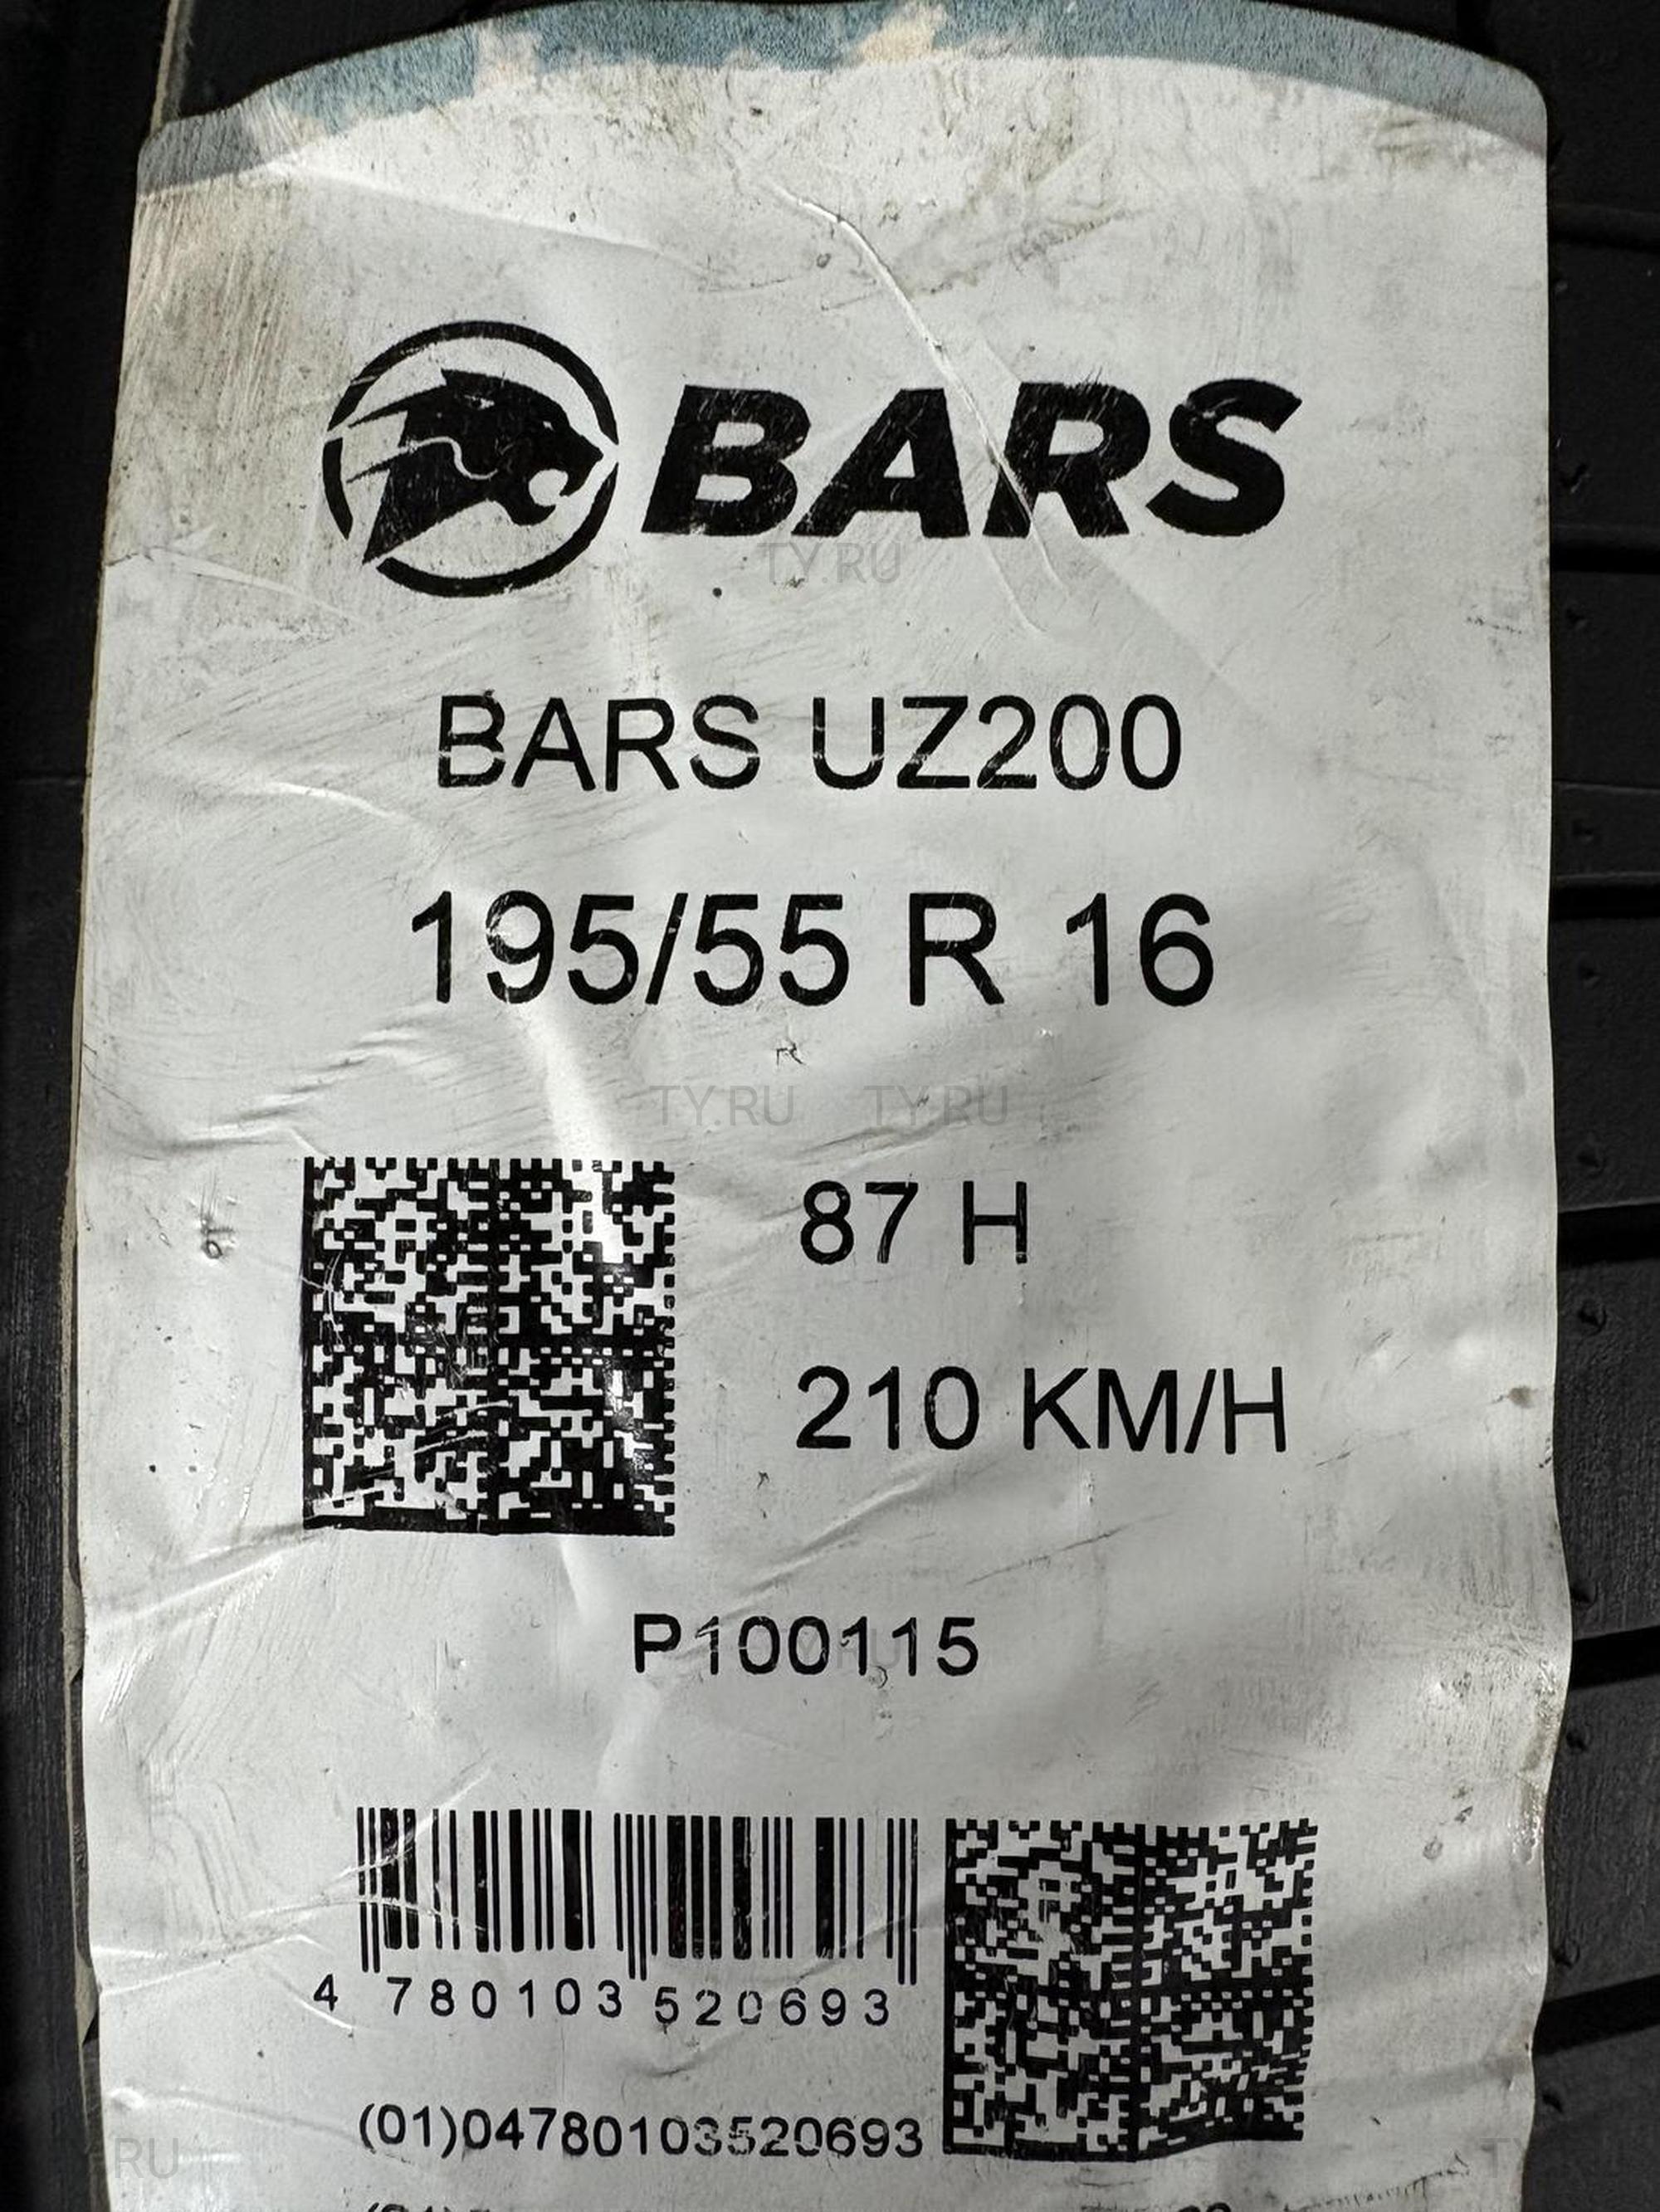 BARS
TY.RU
BARS UZ200
195/55 R 16
TY.RU TY.RU
87 H
210 KM/H
P100115
4 780103 520693
(01)04780103520693
RU